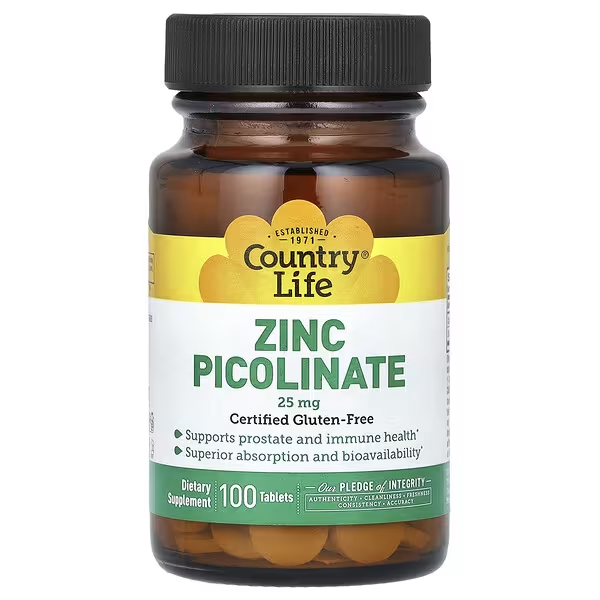 • ESTABLISHED •
– 1971 –
Country®
Life
ZINC
PICOLINATE
25 mg
Certified Gluten-Free
Supports prostate and immune health*
Superior absorption and bioavailability*
Dietary
Supplement
100 Tablets
Our PLEDGE of INTEGRITY
AUTHENTICITY • CLEANLINESS • FRESHNESS
CONSISTENCY • ACCURACY